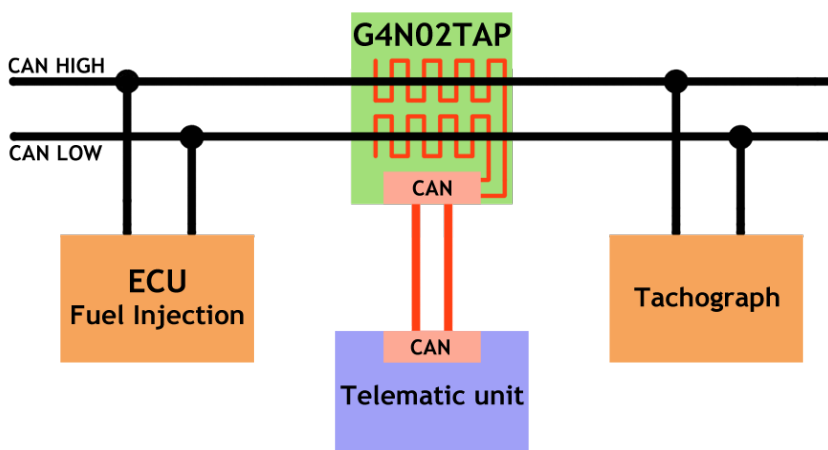 G4N02TAP
CAN HIGH
CAN LOW
CAN
ECU
Fuel Injection
Tachograph
CAN
Telematic unit